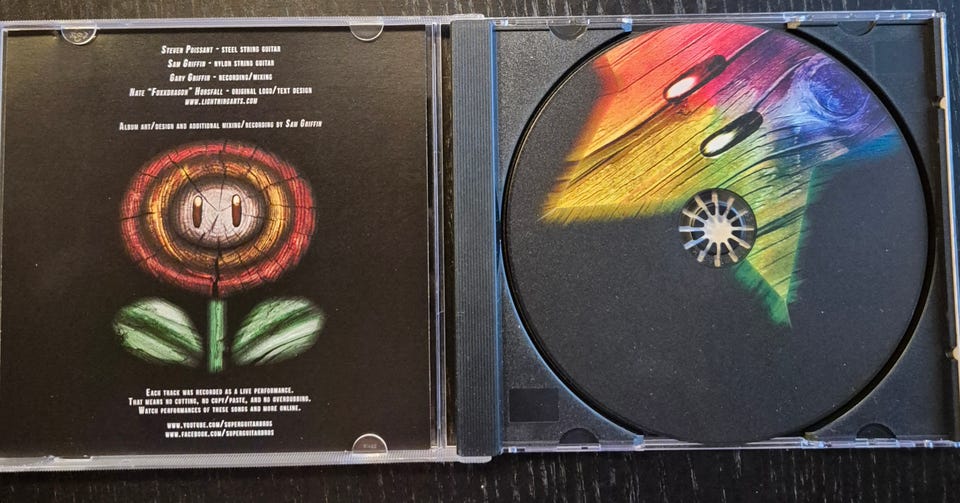 Steven Poissant - steel string guitar
Sam Griffin - nylon string guitar
Gary Griffin - recording/mixing
Nate "Foxxdragon" Horsfall - original logo/text design
www.lightningarts.com
Album art/design and additional mixing/recording by Sam Griffin
Each track was recorded as a live performance.
That means no cutting, no copy/paste, and no overdubbing.
Watch performances of these songs and more online.
www.youtube.com/superguitarbros
www.facebook.com/superguitarbros